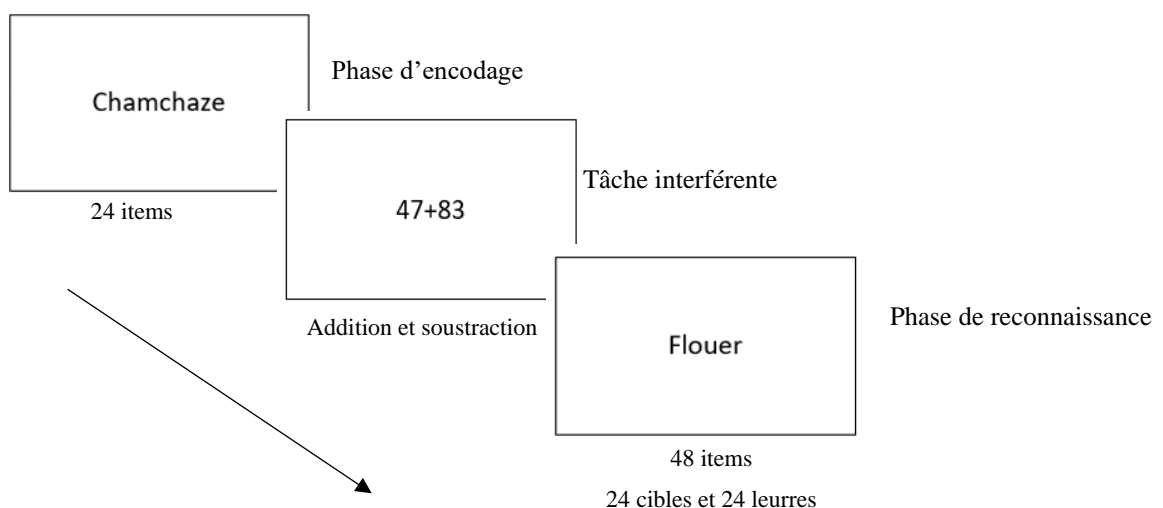 Phase d’encodage
Chamchaze
24 items
Tâche interférente
47+83
Addition et soustraction
Phase de reconnaissance
Flouer
48 items
24 cibles et 24 leurres